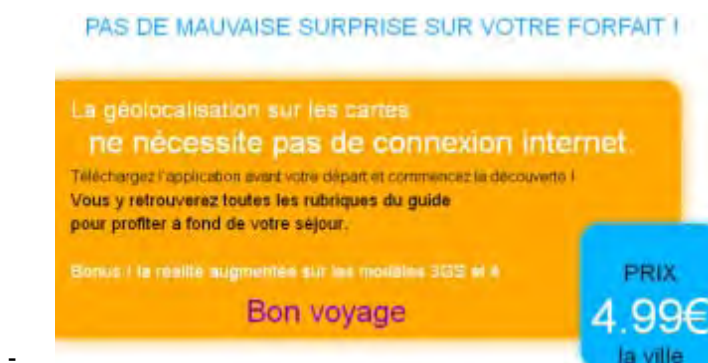 PAS DE MAUVAISE SURPRISE SUR VOTRE FORFAIT !
La géolocalisation sur les cartes
ne nécessite pas de connexion internet.
Téléchargez l'application avant votre départ et commencez la découverte !
Vous y retrouverez toutes les rubriques du guide
pour profiter à fond de votre séjour.
Bonus ! la réalité augmentée sur les modèles 3GS et 4
Bon voyage
PRIX
4.99€
la ville
-